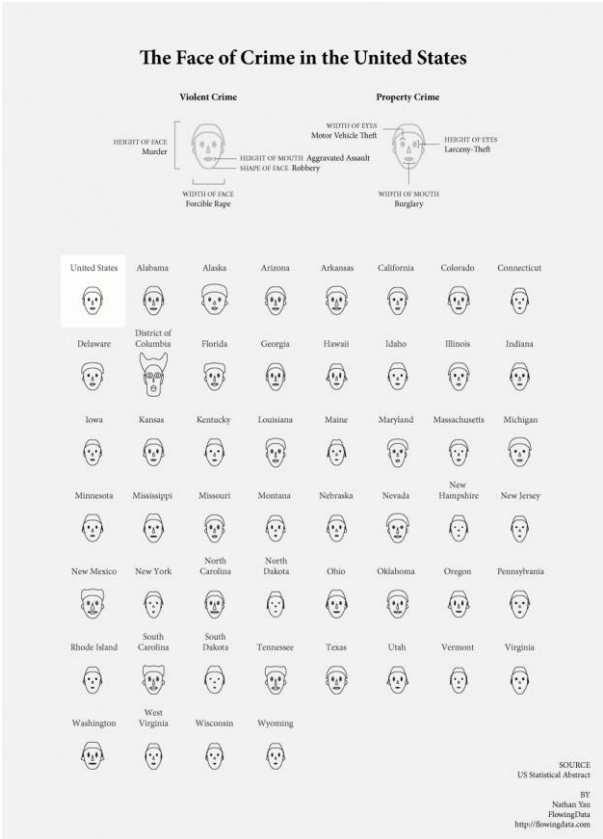 The Face of Crime in the United States
Violent Crime
Property Crime
HEIGHT OF FACE
Murder
HEIGHT OF MOUTH Aggravated Assault
SHAPE OF FACE Robbery
WIDTH OF FACE
Forcible Rape
WIDTH OF EYES
Motor Vehicle Theft
HEIGHT OF EYES
Larceny-Theft
WIDTH OF MOUTH
Burglary
United States
Alabama
Alaska
Arizona
Arkansas
California
Colorado
Connecticut
Delaware
District of
Columbia
Florida
Georgia
Hawaii
Idaho
Illinois
Indiana
Iowa
Kansas
Kentucky
Louisiana
Maine
Maryland
Massachusetts
Michigan
Minnesota
Mississippi
Missouri
Montana
Nebraska
Nevada
New
Hampshire
New Jersey
New Mexico
New York
North
Carolina
North
Dakota
Ohio
Oklahoma
Oregon
Pennsylvania
Rhode Island
South
Carolina
South
Dakota
Tennessee
Texas
Utah
Vermont
Virginia
Washington
West
Virginia
Wisconsin
Wyoming
SOURCE
US Statistical Abstract
BY
Nathan Yau
FlowingData
http://flowingdata.com